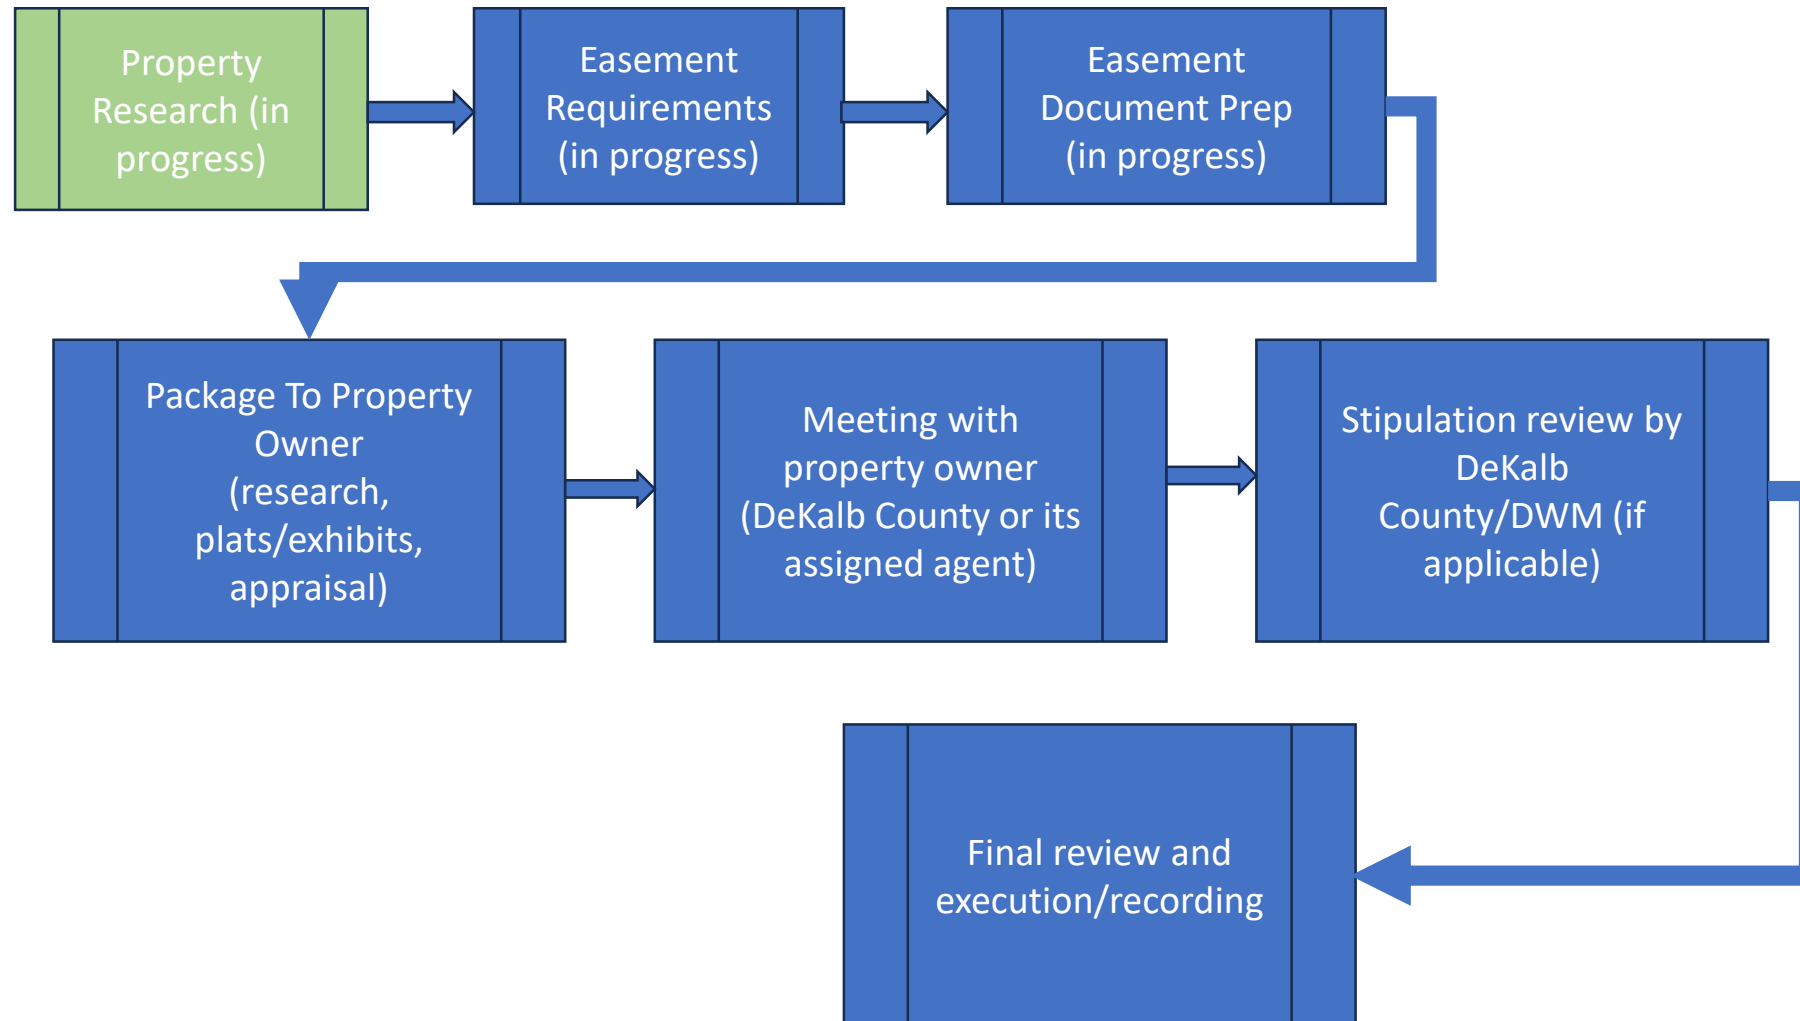 Property
Research (in
progress)
Easement
Requirements
(in progress)
Easement
Document Prep
(in progress)
Package To Property
Owner
(research,
plats/exhibits,
appraisal)
Meeting with
property owner
(DeKalb County or its
assigned agent)
Stipulation review by
DeKalb
County/DWM (if
applicable)
Final review and
execution/recording